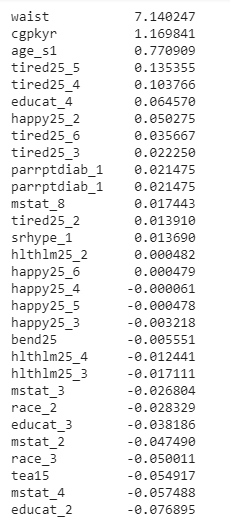 waist 7.140247
cgpkyr 1.169841
age_s1 0.770909
tired25_5 0.135355
tired25_4 0.103766
educat_4 0.064570
happy25_2 0.050275
tired25_6 0.035667
tired25_3 0.022250
parrptdiab_1 0.021475
parrptdiab_1 0.021475
mstat_8 0.017443
tired25_2 0.013910
srhype_1 0.013690
hlthlm25_2 0.000482
happy25_6 0.000479
happy25_4 -0.000061
happy25_5 -0.000478
happy25_3 -0.003218
bend25 -0.005551
hlthlm25_4 -0.012441
hlthlm25_3 -0.017111
mstat_3 -0.026804
race_2 -0.028329
educat_3 -0.038186
mstat_2 -0.047490
race_3 -0.050011
tea15 -0.054917
mstat_4 -0.057488
educat_2 -0.076895